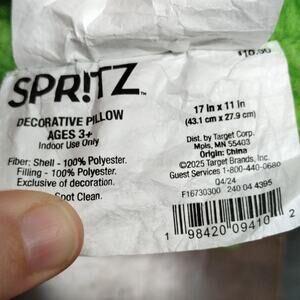 $10.00
SPR!TZ™
DECORATIVE PILLOW
AGES 3+
Indoor Use Only
Fiber: Shell - 100% Polyester.
Filling - 100% Polyester.
Exclusive of decoration.
Spot Clean.
17 in x 11 in
(43.1 cm x 27.9 cm)
Dist. by Target Corp.
Mpls, MN 55403
Origin: China
©2025 Target Brands, Inc.
Guest Services 1-800-440-0680
04/24
F16730300 240 04 4395
1 98420 09410 2